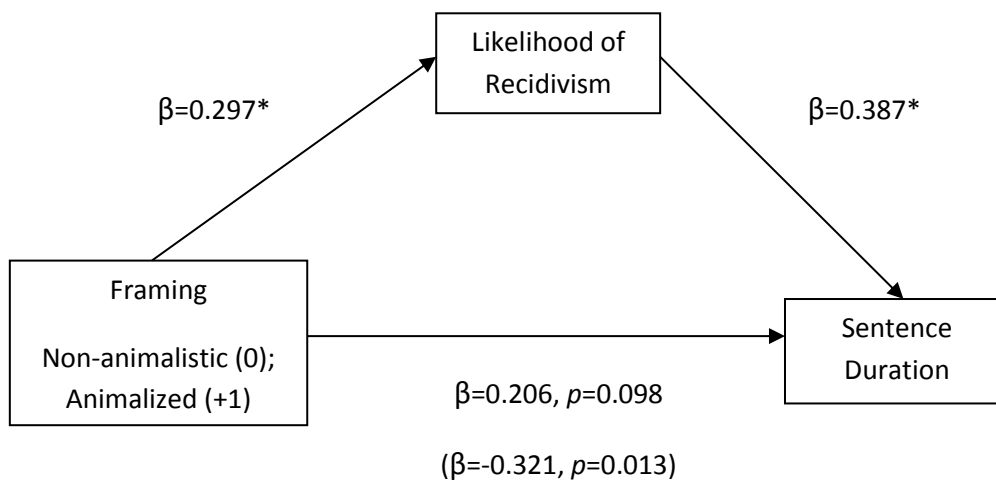 Likelihood of
Recidivism
β=0.297*
β=0.387*
Framing
Non-animalistic (0);
Animalized (+1)
Sentence
Duration
β=0.206, p=0.098
(β=-0.321, p=0.013)